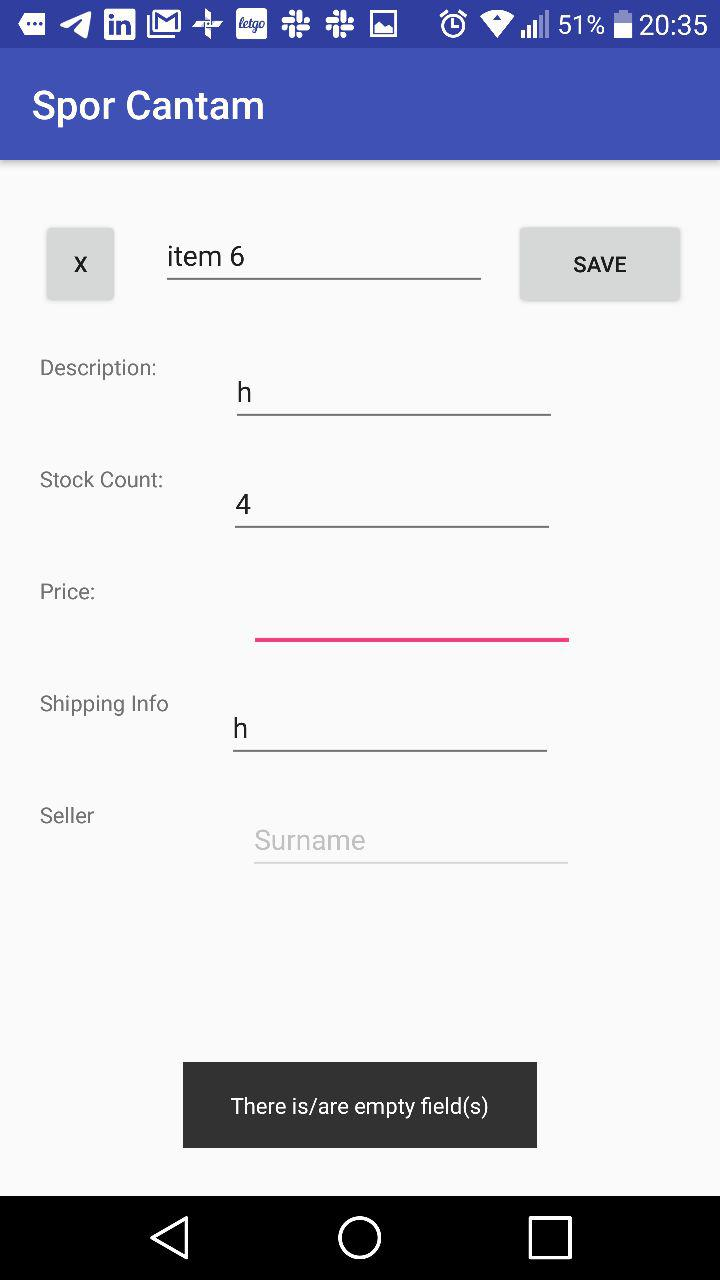 letgo 51% 20:35
Spor Cantam
X item 6 SAVE
Description:
h
Stock Count:
4
Price:
Shipping Info
h
Seller
Surname
There is/are empty field(s)